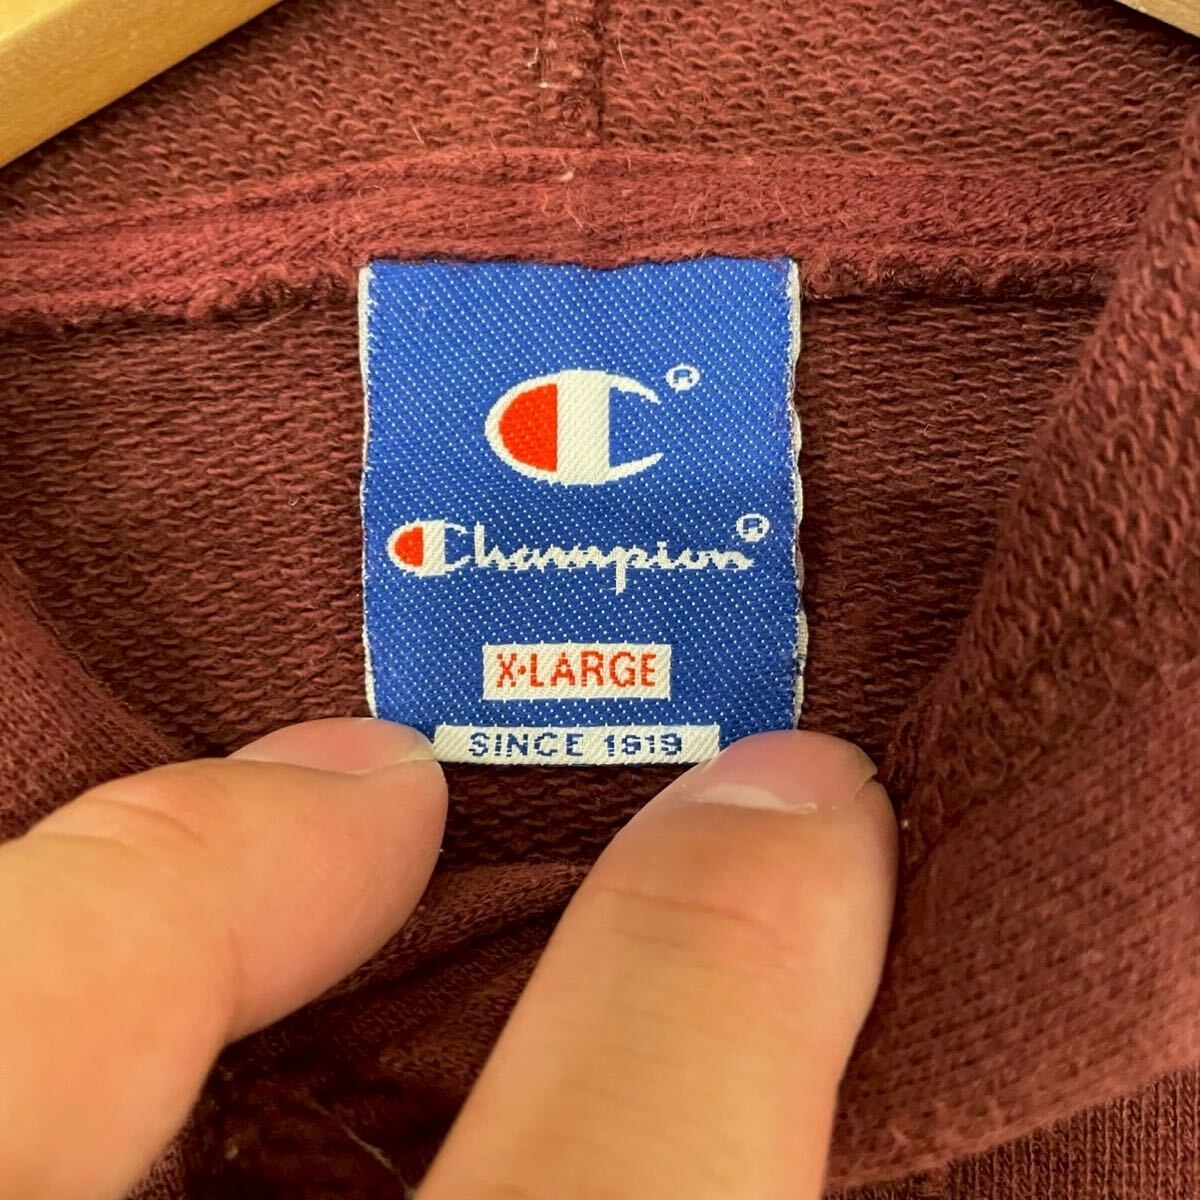 C®
Champion®
X·LARGE
SINCE 1919